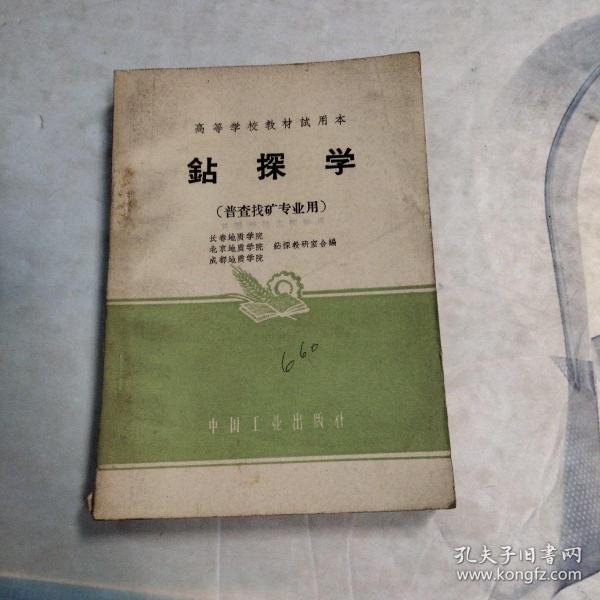 高等学校教材試用本
鉆探学
（普查找矿专业用）
长春地质学院
北京地质学院 鉆探教研室合編
成都地质学院
660
中国工业出版社
孔夫子旧书网
www.kongfz.com